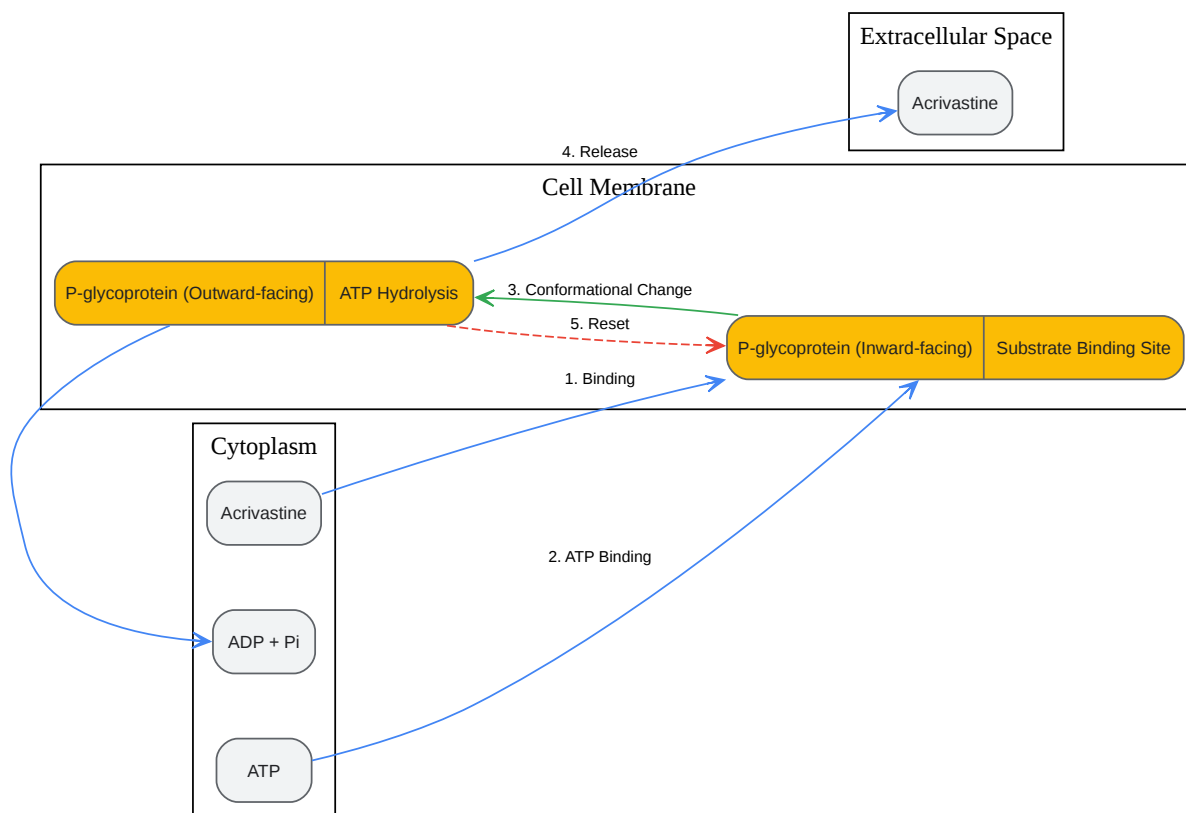 Extracellular Space
Acrivastine
4. Release
Cell Membrane
P-glycoprotein (Outward-facing)
ATP Hydrolysis
3. Conformational Change
5. Reset
P-glycoprotein (Inward-facing)
Substrate Binding Site
1. Binding
Cytoplasm
Acrivastine
2. ATP Binding
ADP + Pi
ATP